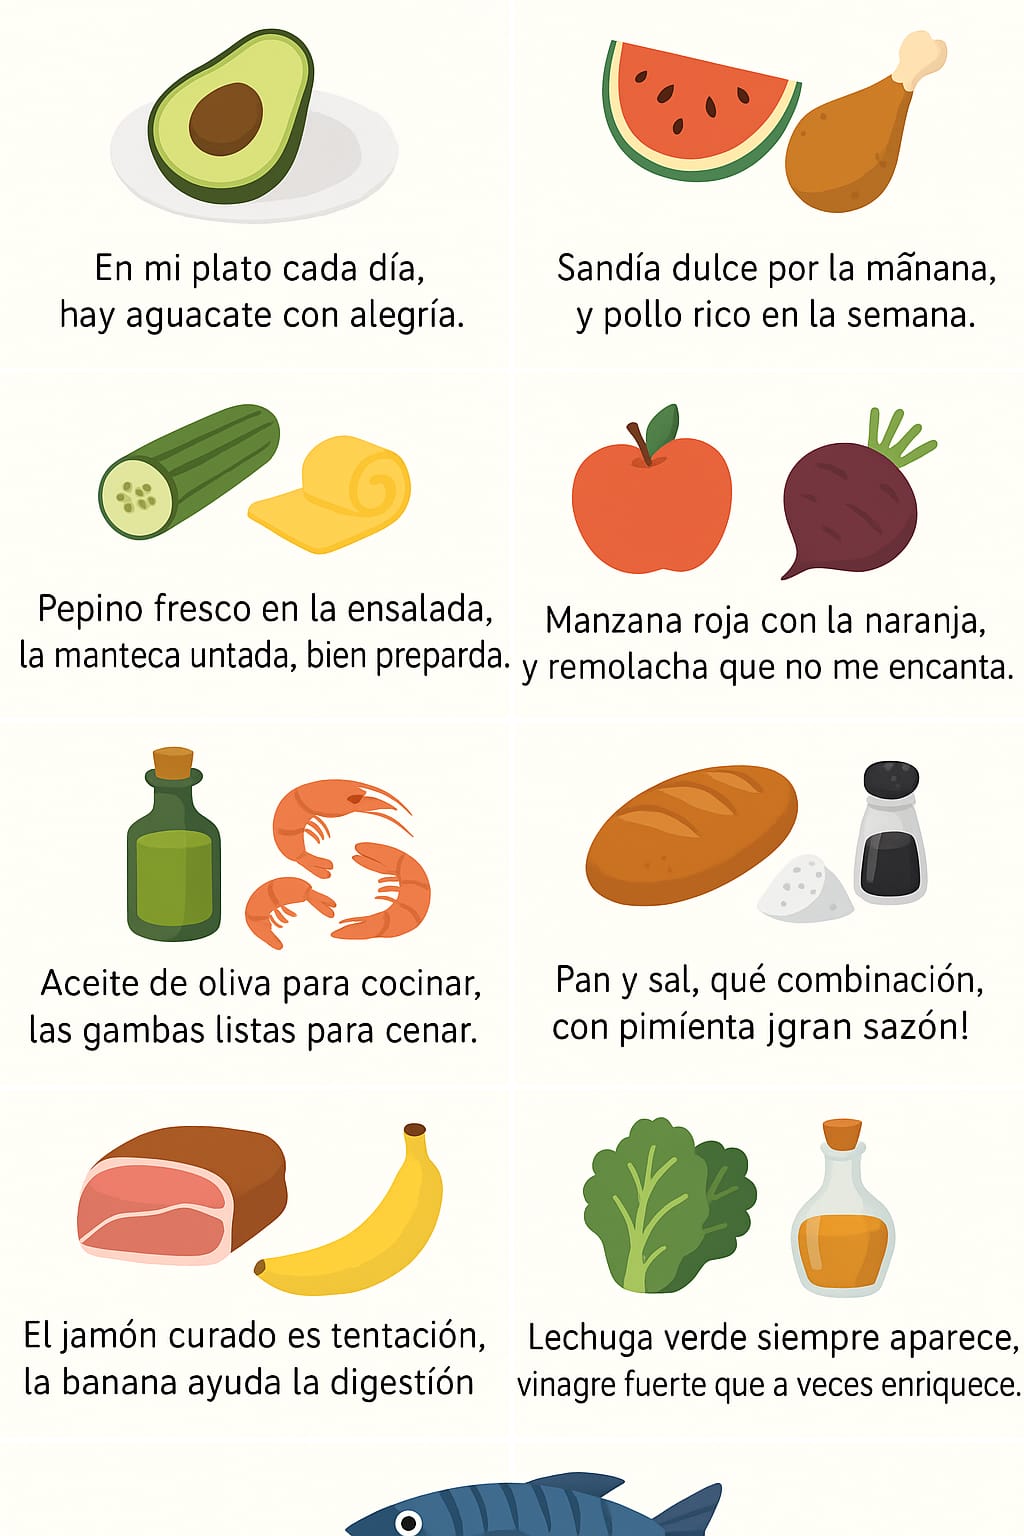 En mi plato cada día,
hay aguacate con alegría.
Sandía dulce por la mãnana,
y pollo rico en la semana.
Pepino fresco en la ensalada,
la manteca untada, bien preparda.
Manzana roja con la naranja,
y remolacha que no me encanta.
Aceite de oliva para cocinar,
las gambas listas para cenar.
Pan y sal, qué combinación,
con pimíenta ¡gran sazón!
El jamón curado es tentación,
la banana ayuda la digestíón
Lechuga verde siempre aparece,
vinagre fuerte que a veces enriquece.